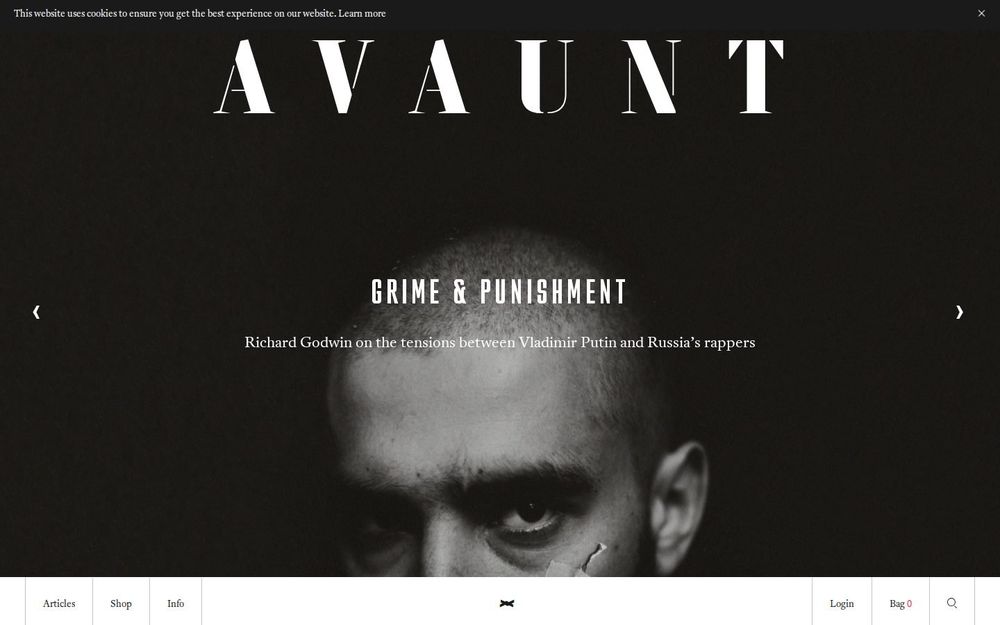 This website uses cookies to ensure you get the best experience on our website. Learn more
AVAUNT
GRIME & PUNISHMENT
Richard Godwin on the tensions between Vladimir Putin and Russia’s rappers
Articles Shop Info Login Bag 0